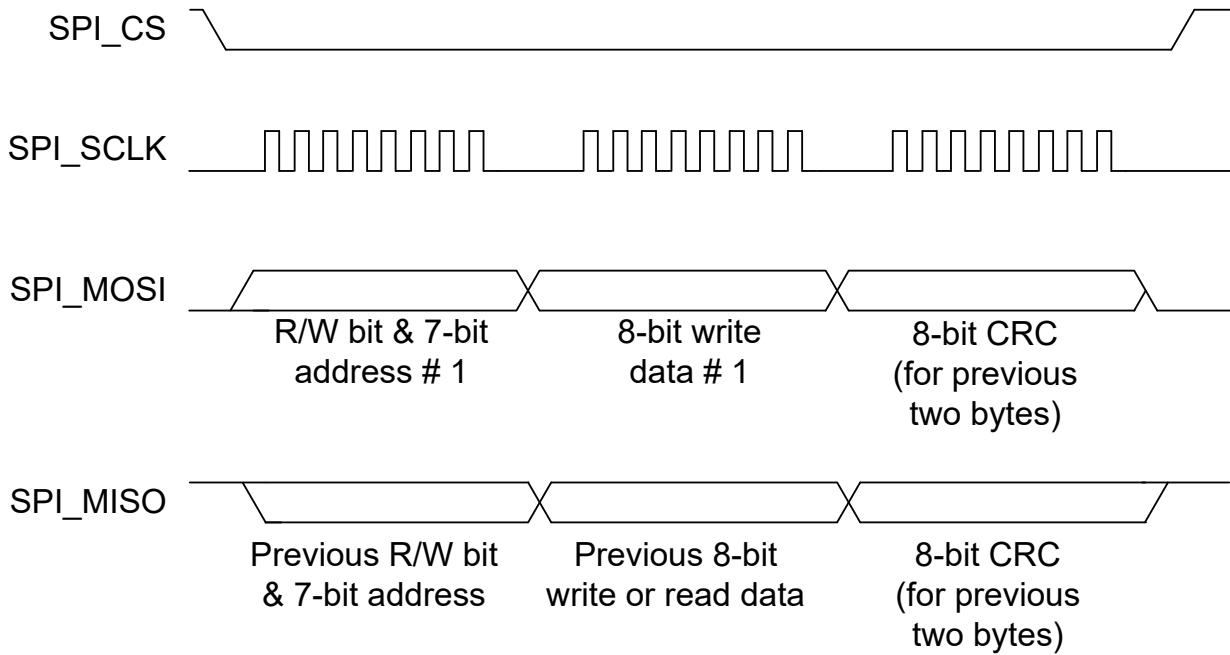 SPI_CS
SPI_SCLK
SPI_MOSI
R/W bit & 7-bit
address # 1
8-bit write
data # 1
8-bit CRC
(for previous
two bytes)
SPI_MISO
Previous R/W bit
& 7-bit address
Previous 8-bit
write or read data
8-bit CRC
(for previous
two bytes)